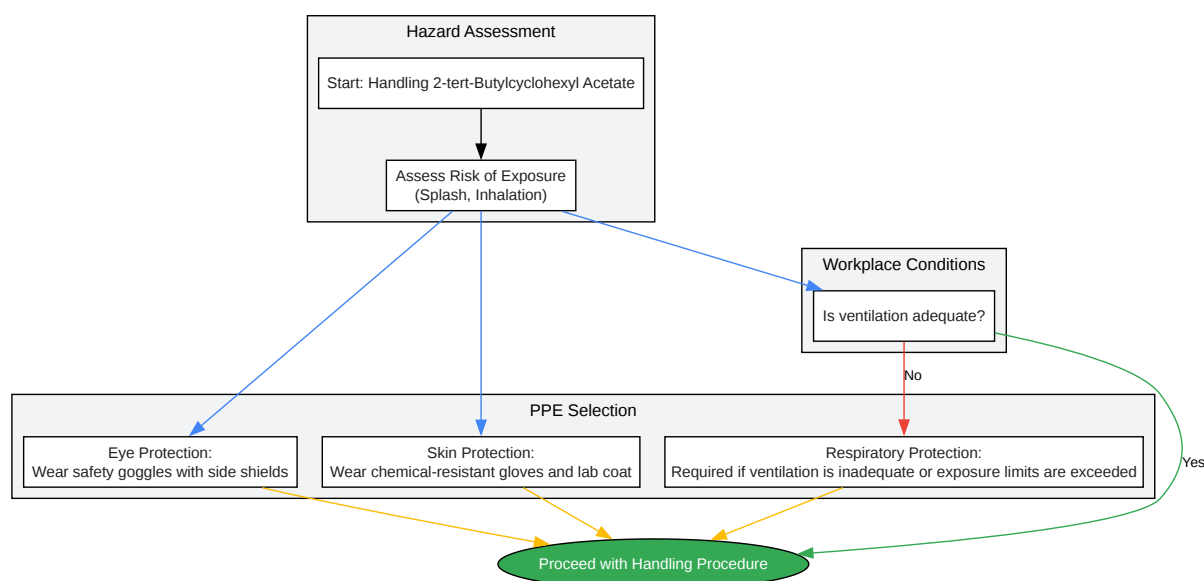 Hazard Assessment
Start: Handling 2-tert-Butylcyclohexyl Acetate
Assess Risk of Exposure
(Splash, Inhalation)
Workplace Conditions
Is ventilation adequate?
No
Yes
PPE Selection
Eye Protection:
Wear safety goggles with side shields
Skin Protection:
Wear chemical-resistant gloves and lab coat
Respiratory Protection:
Required if ventilation is inadequate or exposure limits are exceeded
Proceed with Handling Procedure